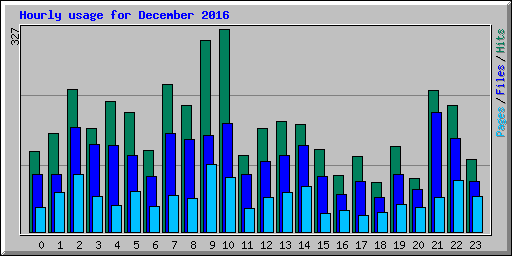 Hourly usage for December 2016
327
Pages / Files / Hits
0 1 2 3 4 5 6 7 8 9 10 11 12 13 14 15 16 17 18 19 20 21 22 23